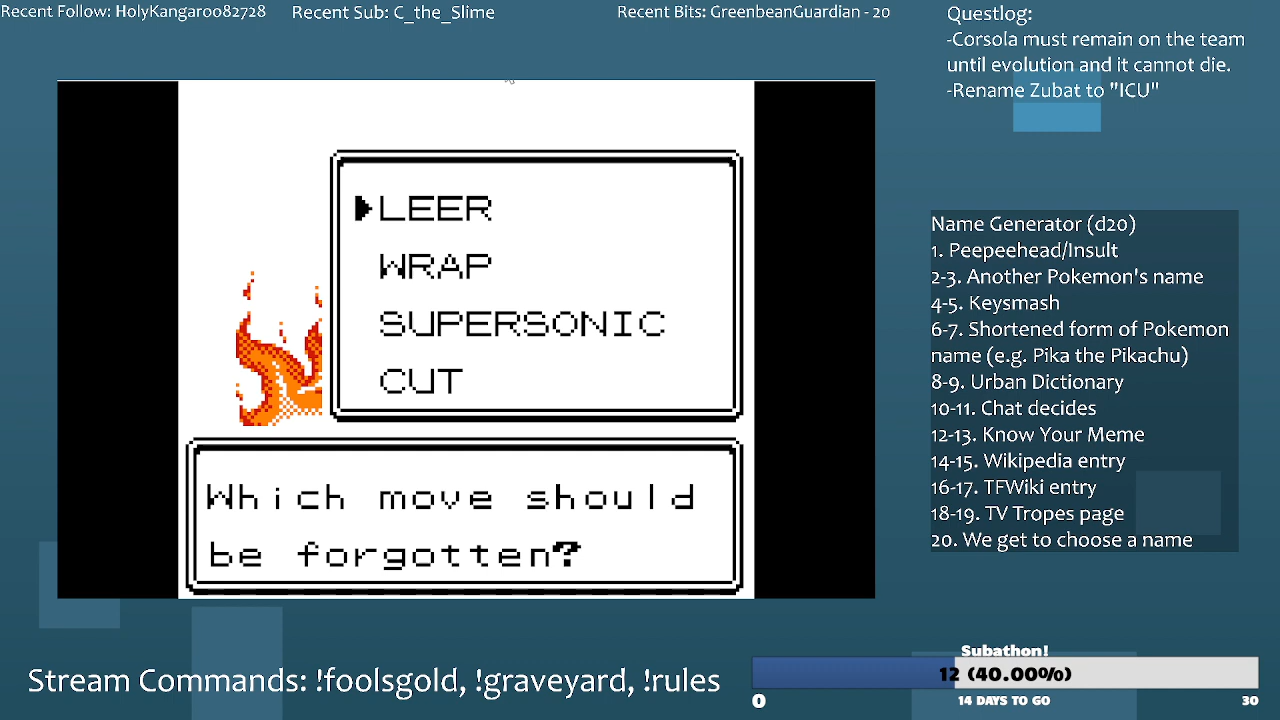 Recent Follow: HolyKangaroo82728
Recent Sub: C_the_Slime
Recent Bits: GreenbeanGuardian - 20
Questlog:
-Corsola must remain on the team
until evolution and it cannot die.
-Rename Zubat to "ICU"
LEER
WRAP
SUPERSONIC
CUT
Which move should
be forgotten?
Name Generator (d20)
1. Peepeehead/Insult
2-3. Another Pokemon's name
4-5. Keysmash
6-7. Shortened form of Pokemon
name (e.g. Pika the Pikachu)
8-9. Urban Dictionary
10-11. Chat decides
12-13. Know Your Meme
14-15. Wikipedia entry
16-17. TFWiki entry
18-19. TV Tropes page
20. We get to choose a name
Stream Commands: !foolsgold, !graveyard, !rules
Subathon!
12 (40.00%)
0
14 DAYS TO GO
30